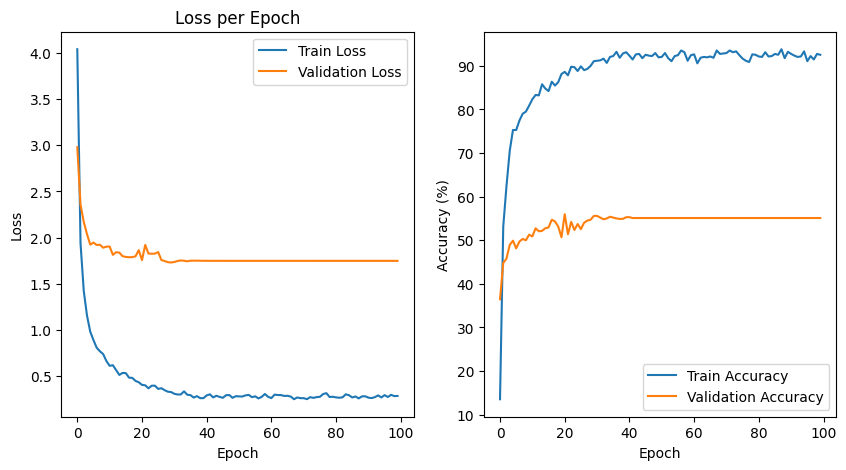 Loss per Epoch
Train Loss
Validation Loss
4.0
3.5
3.0
2.5
2.0
1.5
1.0
0.5
Loss
0 20 40 60 80 100
Epoch
90
80
70
60
50
40
30
20
10
Accuracy (%)
Train Accuracy
Validation Accuracy
0 20 40 60 80 100
Epoch